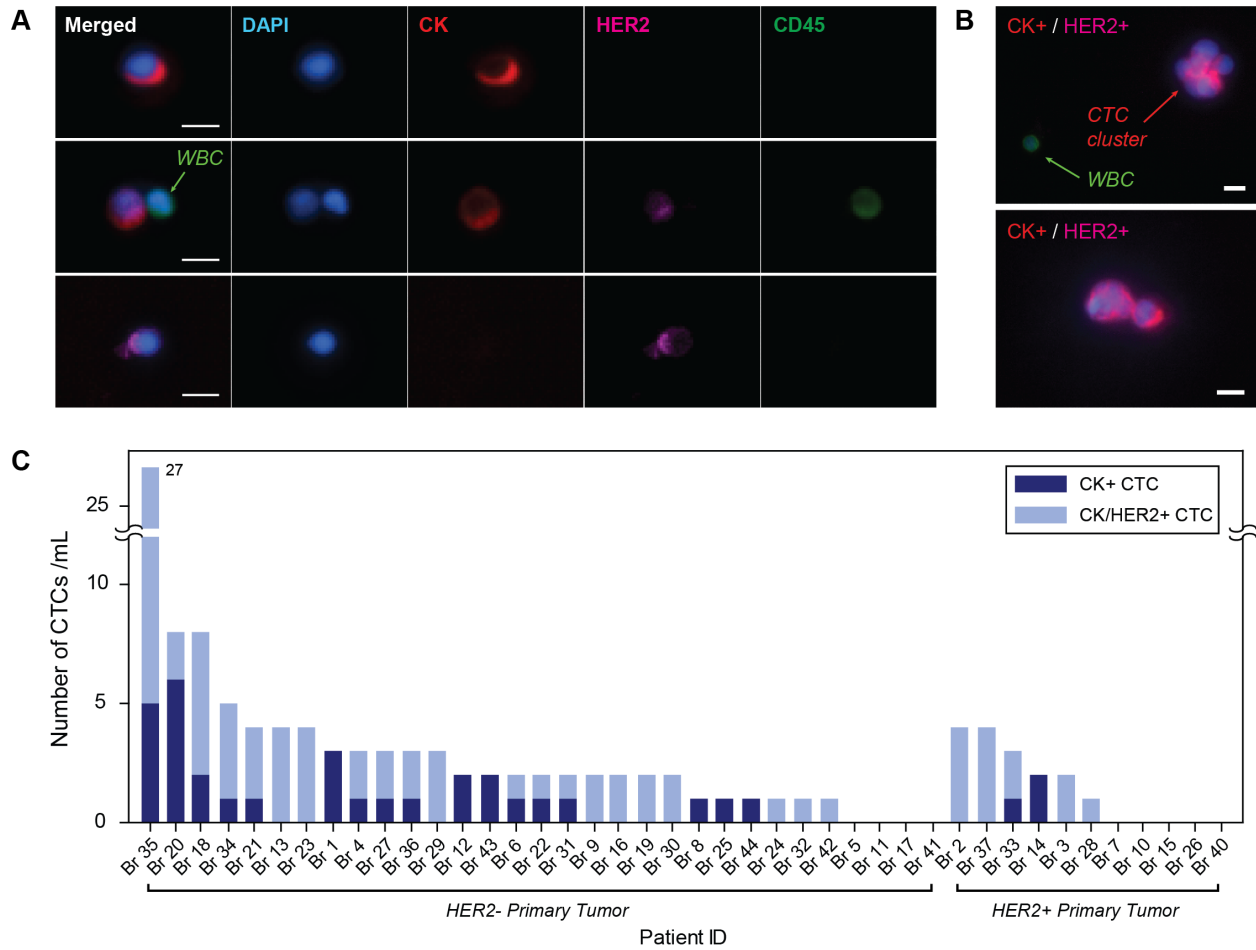 A
Merged
DAPI
CK
HER2
CD45
WBC
B
CK+ / HER2+
CTC
cluster
WBC
CK+ / HER2+
C
27
CK+ CTC
CK/HER2+ CTC
Number of CTCs /mL
25
10
5
0
Br 35
Br 20
Br 18
Br 34
Br 21
Br 13
Br 23
Br 1
Br 4
Br 27
Br 36
Br 29
Br 12
Br 43
Br 6
Br 22
Br 31
Br 9
Br 16
Br 19
Br 30
Br 8
Br 25
Br 44
Br 24
Br 32
Br 42
Br 5
Br 11
Br 17
Br 41
Br 2
Br 37
Br 33
Br 14
Br 3
Br 28
Br 7
Br 10
Br 15
Br 26
Br 40
HER2- Primary Tumor
HER2+ Primary Tumor
Patient ID